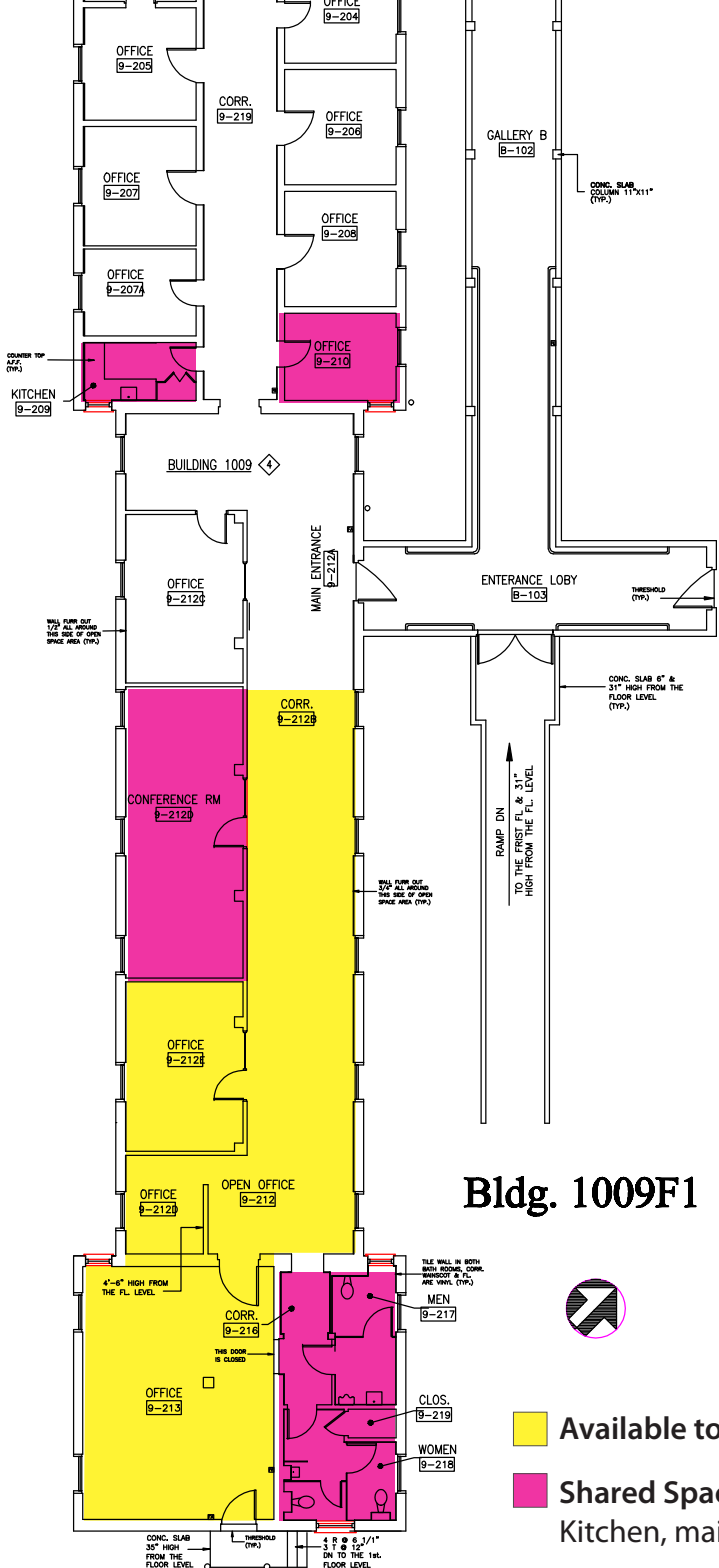 OFFICE
9-204
OFFICE
9-205
CORR.
9-219
OFFICE
9-206
GALLERY B
B-102
CONC. SLAB
COLUMN 11"X11"
(TYP.)
OFFICE
9-207
OFFICE
9-208
OFFICE
9-207A
COUNTER TOP
A.F.F.
(TYP.)
OFFICE
9-210
KITCHEN
9-209
BUILDING 1009
4
MAIN ENTRANCE
9-212A
OFFICE
9-212C
ENTERANCE LOBY
B-103
THRESHOLD
(TYP.)
WALL FURR OUT
1/2" ALL AROUND
THIS SIDE OF OPEN
SPACE AREA (TYP.)
CONC. SLAB 6" &
31" HIGH FROM THE
FLOOR LEVEL
(TYP.)
CORR.
9-212B
CONFERENCE RM
9-212D
RAMP DN
TO THE FRIST FL & 31"
HIGH FROM THE FL. LEVEL
WALL FURR OUT
3/4" ALL AROUND
THIS SIDE OF OPEN
SPACE AREA (TYP.)
OFFICE
9-212E
OFFICE
9-212D
OPEN OFFICE
9-212
Bldg. 1009F1
TILE WALL IN BOTH
BATH ROOMS, CORR.
WAINSCOT & FL.
ARE VINYL (TYP.)
4'-6" HIGH FROM
THE FL. LEVEL
MEN
9-217
CORR.
9-216
THIS DOOR
IS CLOSED
OFFICE
9-213
CLOS.
9-219
WOMEN
9-218
Available to
Shared Spac
Kitchen, mai
CONC. SLAB
35" HIGH
FROM THE
FLOOR LEVEL
THRESHOLD
(TYP.)
4 R @ 6 1/1"
3 T @ 12"
DN TO THE 1st.
FLOOR LEVEL